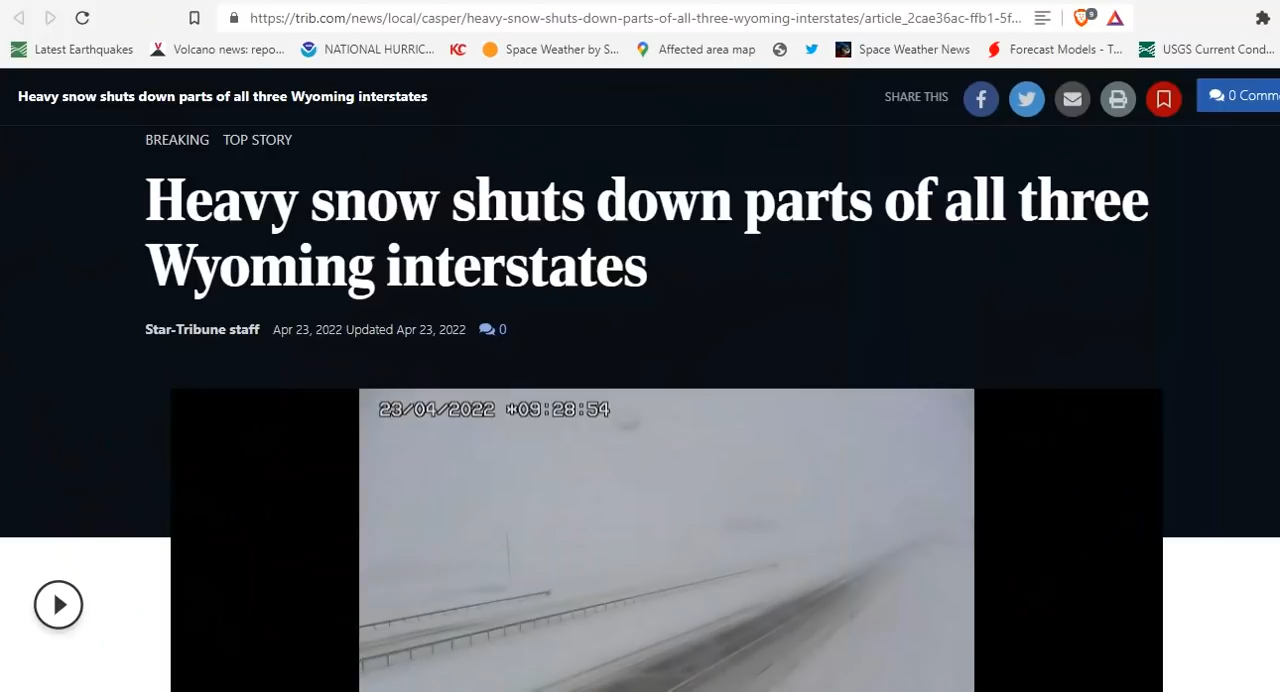 https://trib.com/news/local/casper/heavy-snow-shuts-down-parts-of-all-three-wyoming-interstates/article_2cae36ac-ffb1-5f...
9
Latest Earthquakes
Volcano news: repo...
NATIONAL HURRIC...
KC
Space Weather by S...
Affected area map
Space Weather News
Forecast Models - T...
USGS Current Cond...
Heavy snow shuts down parts of all three Wyoming interstates
SHARE THIS
0 Comme
BREAKING TOP STORY
Heavy snow shuts down parts of all three
Wyoming interstates
Star-Tribune staff Apr 23, 2022 Updated Apr 23, 2022 0
23/04/2022 *09:28:54